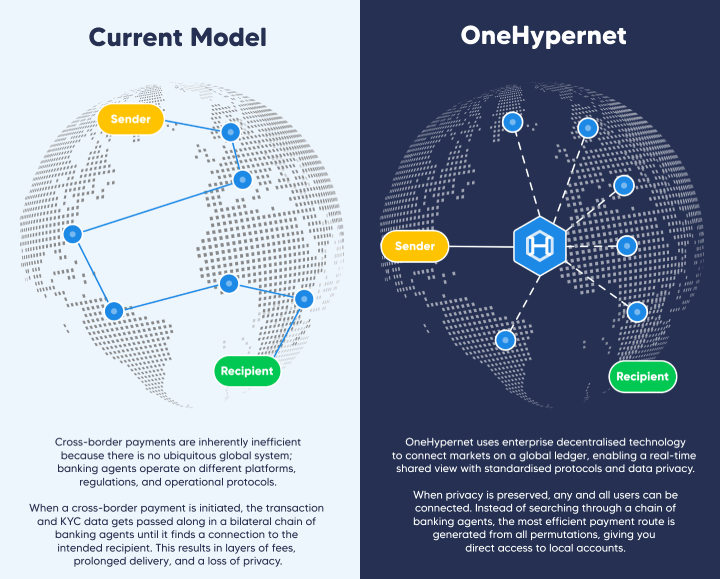 Current Model
Sender
Recipient
Cross-border payments are inherently inefficient
because there is no ubiquitous global system;
banking agents operate on different platforms,
regulations, and operational protocols.
When a cross-border payment is initiated, the transaction
and KYC data gets passed along in a bilateral chain of
banking agents until it finds a connection to the
intended recipient. This results in layers of fees,
prolonged delivery, and a loss of privacy.
OneHypernet
Sender
Recipient
OneHypernet uses enterprise decentralised technology
to connect markets on a global ledger, enabling a real-time
shared view with standardised protocols and data privacy.
When privacy is preserved, any and all users can be
connected. Instead of searching through a chain of
banking agents, the most efficient payment route is
generated from all permutations, giving you
direct access to local accounts.